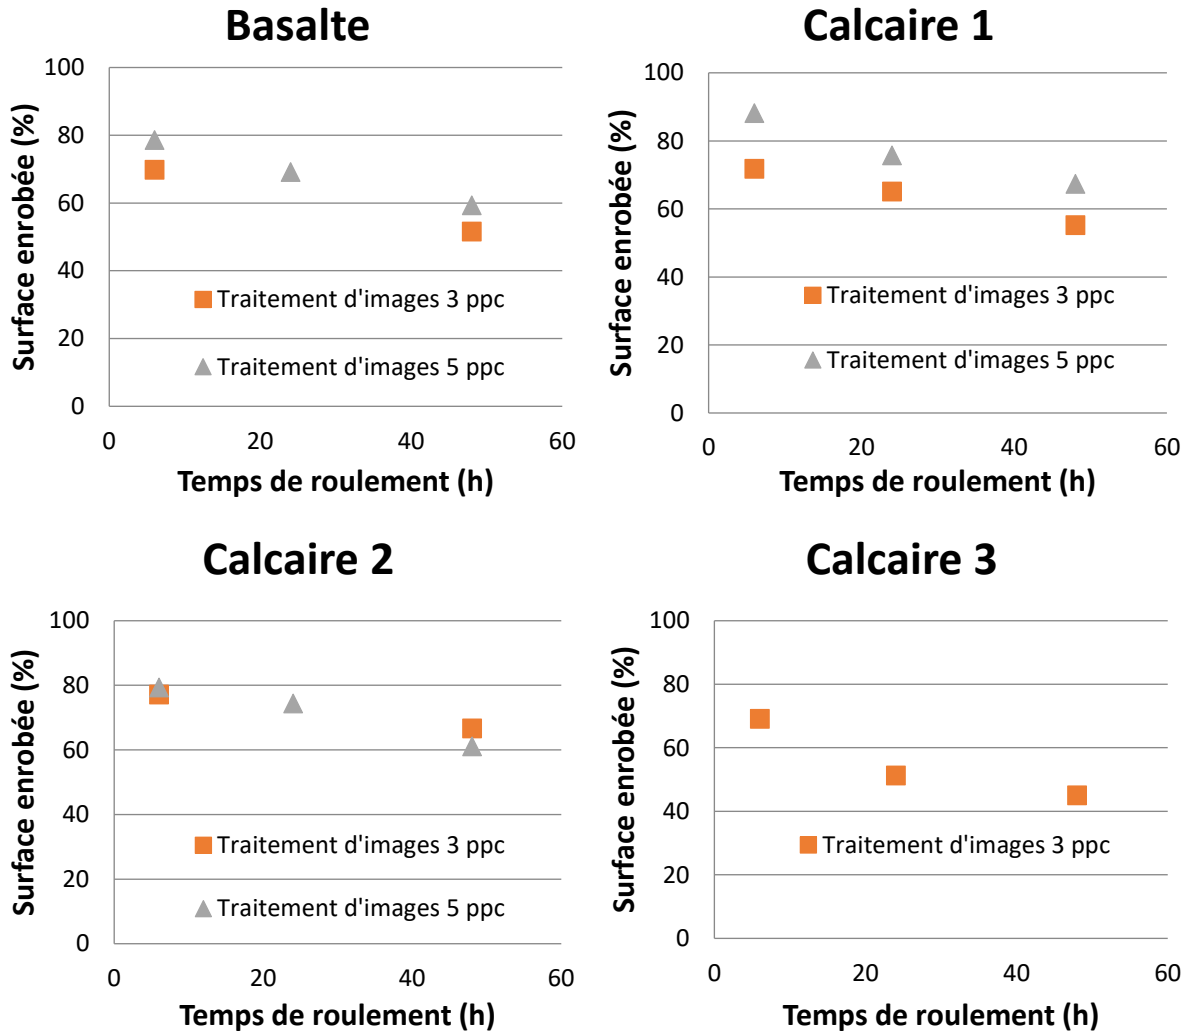 Basalte
Surface enrobée (%)
100
80
60
40
20
0
Traitement d'images 3 ppc
Traitement d'images 5 ppc
0 20 40 60
Temps de roulement (h)
Calcaire 1
Surface enrobée (%)
100
80
60
40
20
0
Traitement d'images 3 ppc
Traitement d'images 5 ppc
0 20 40 60
Temps de roulement (h)
Calcaire 2
Surface enrobée (%)
100
80
60
40
20
0
Traitement d'images 3 ppc
Traitement d'images 5 ppc
0 20 40 60
Temps de roulement (h)
Calcaire 3
Surface enrobée (%)
100
80
60
40
20
0
Traitement d'images 3 ppc
0 20 40 60
Temps de roulement (h)